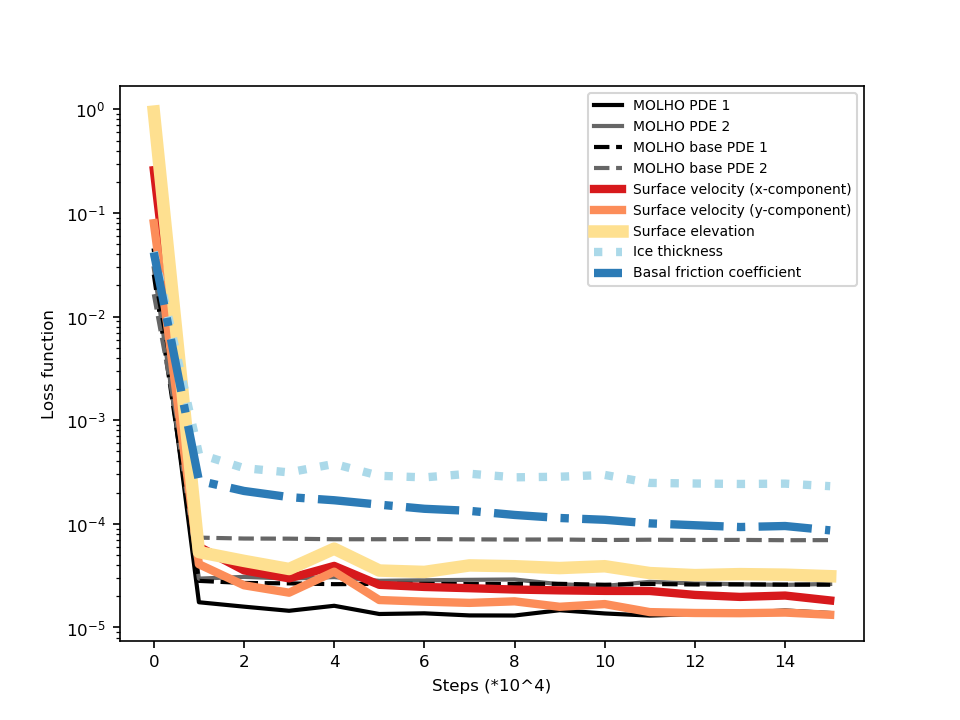 10^0
10^-1
10^-2
10^-3
10^-4
10^-5
Loss function
MOLHO PDE 1
MOLHO PDE 2
MOLHO base PDE 1
MOLHO base PDE 2
Surface velocity (x-component)
Surface velocity (y-component)
Surface elevation
Ice thickness
Basal friction coefficient
0 2 4 6 8 10 12 14
Steps (*10^4)